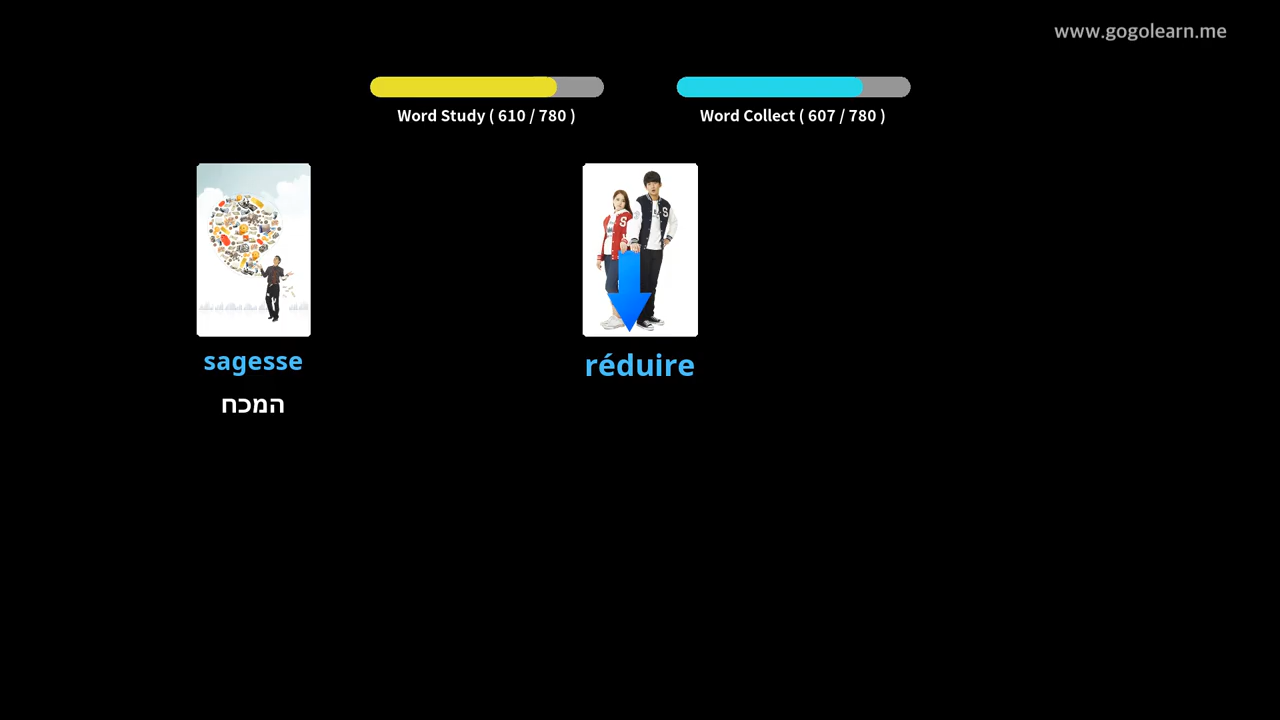 www.gogolearn.me
Word Study ( 610 / 780 )
Word Collect ( 607 / 780 )
sagesse
המכח
réduire